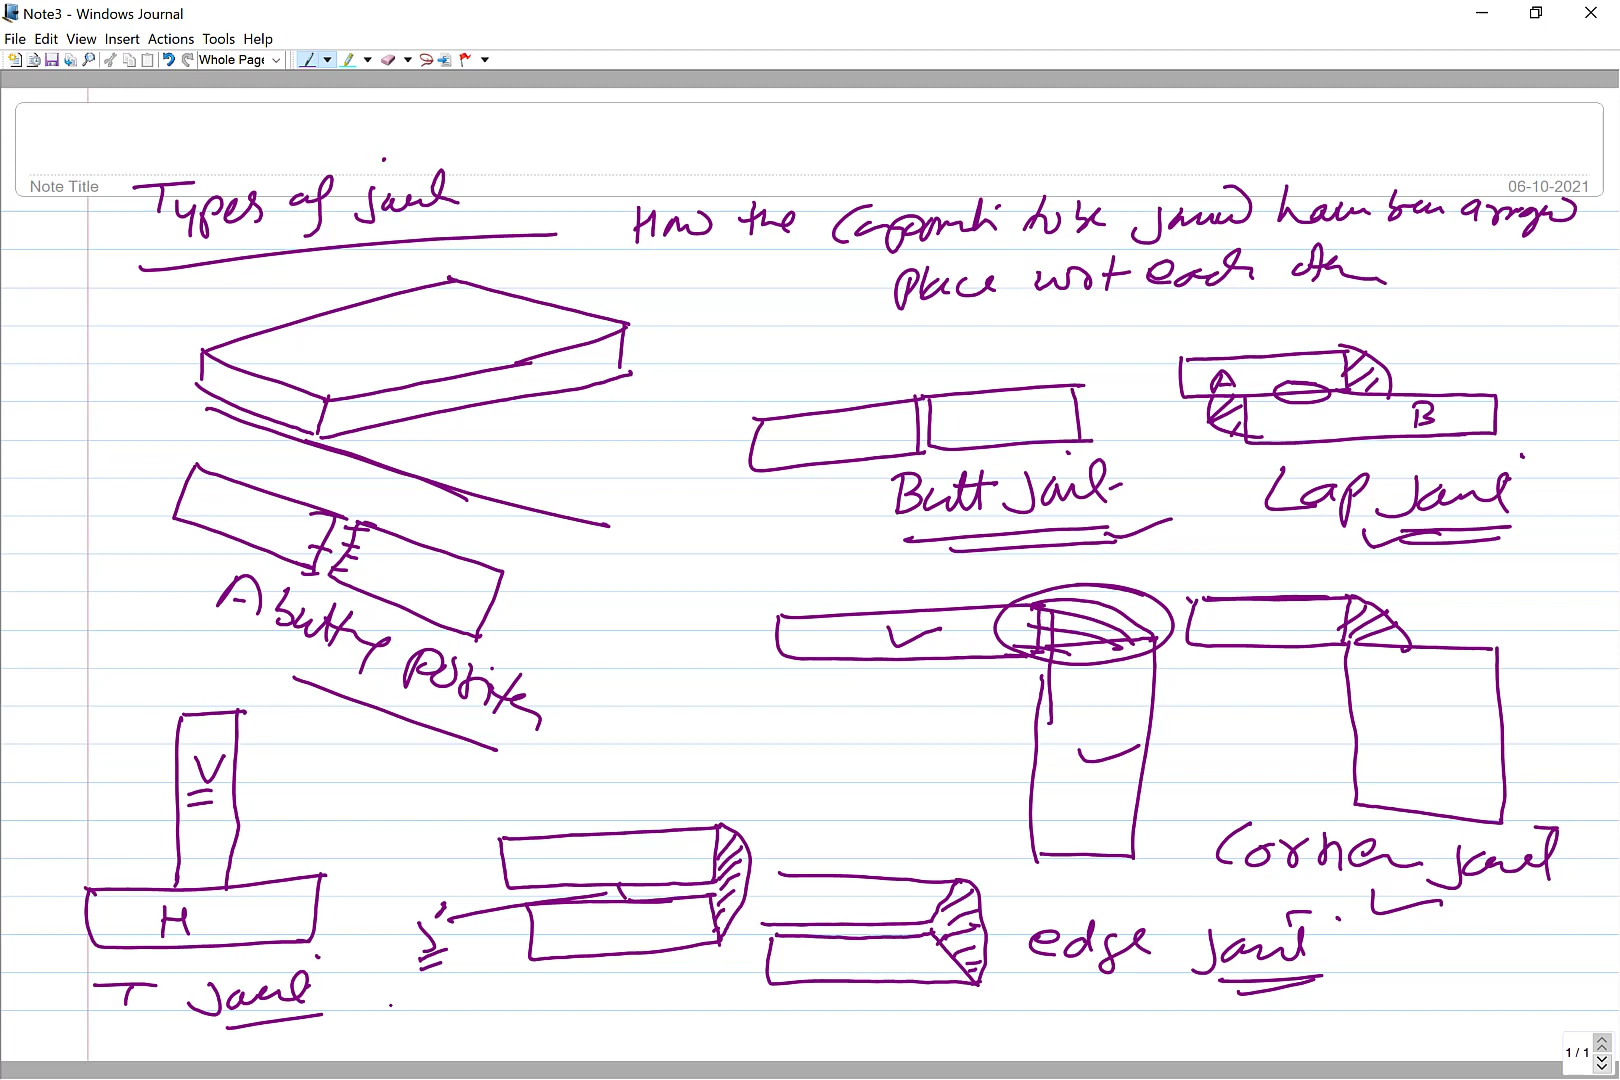 Note3 - Windows Journal
File Edit View Insert Actions Tools Help
Whole Page
Note Title
06-10-2021
Types of joint
How the components to be joined have been arranged
place wrt each other
A
B
Butt joint
Lap joint
Abutting position
V
H
T joint
Corner joint
edge joint
1 / 1